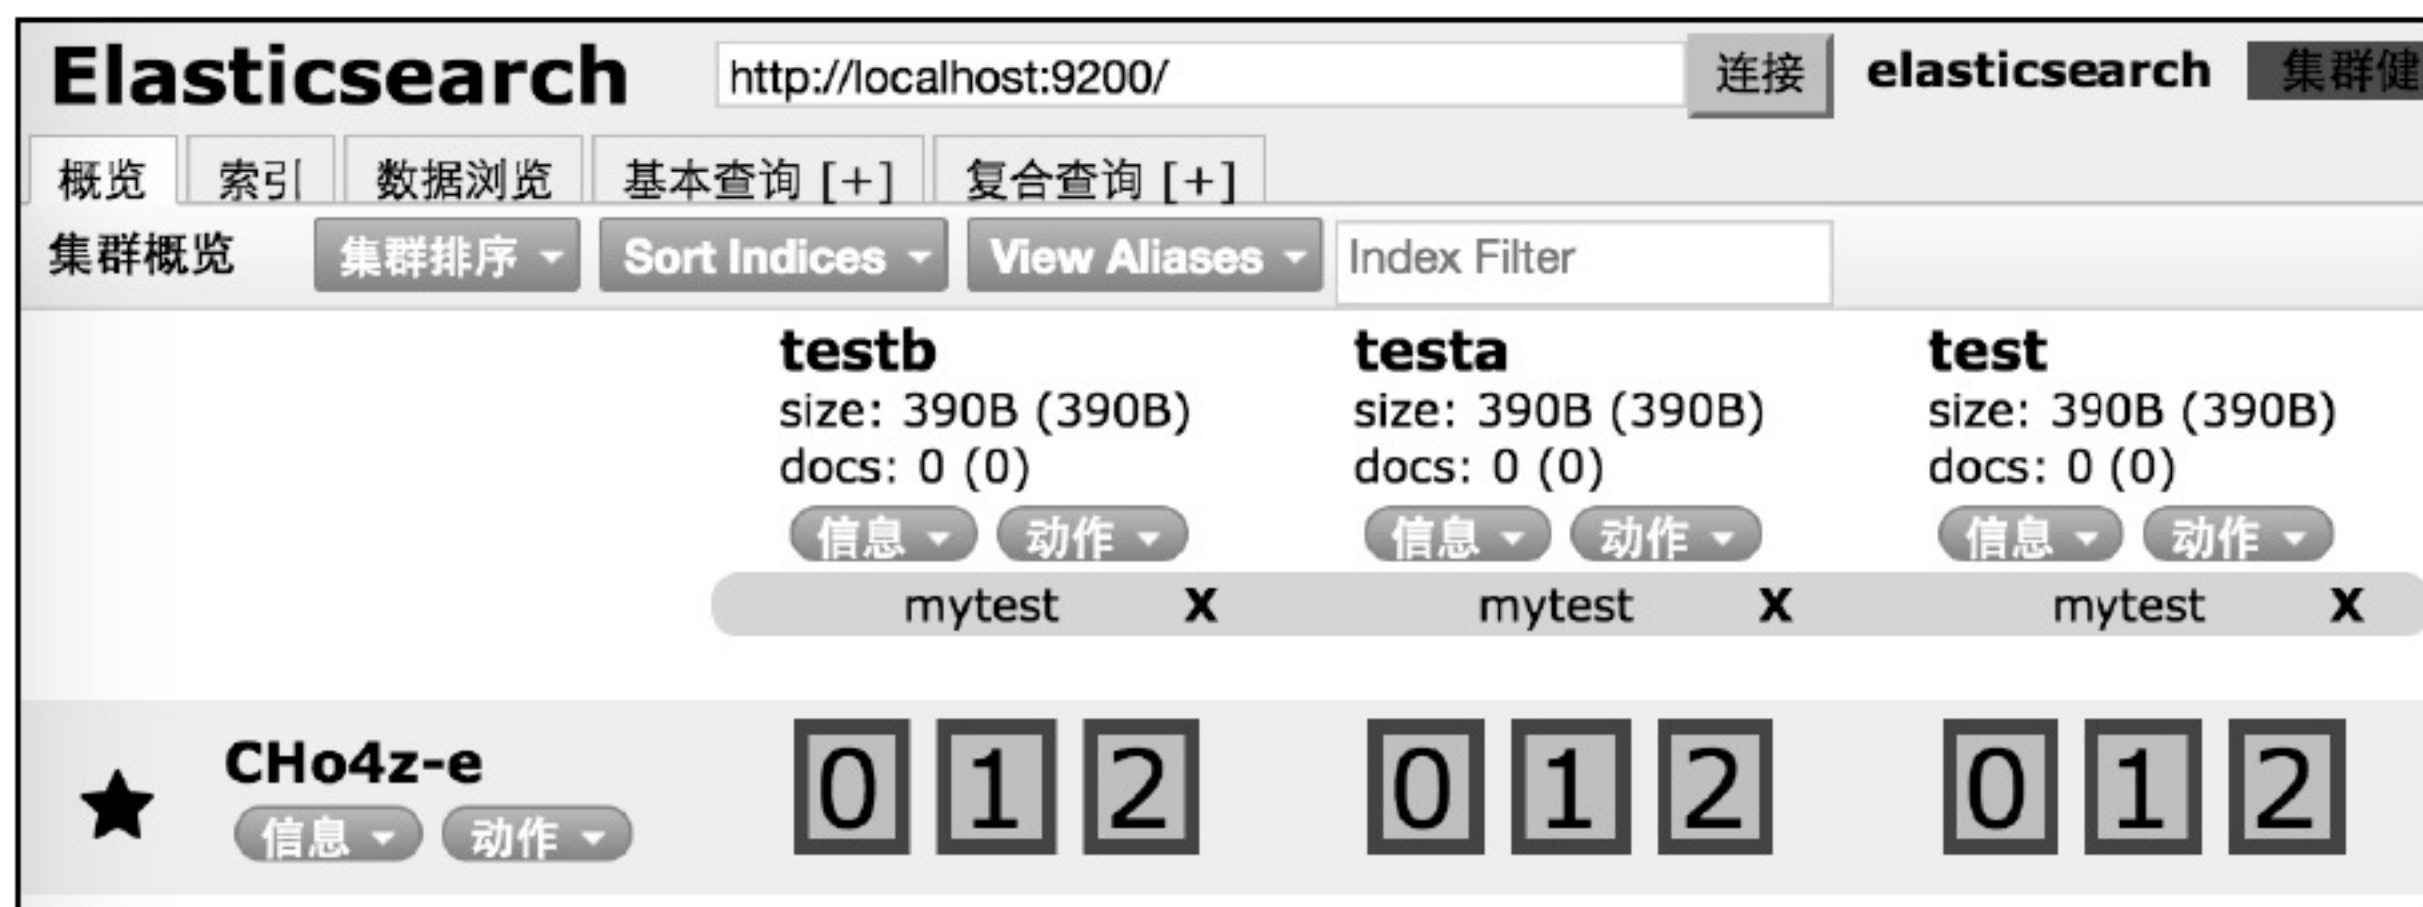 Elasticsearch http://localhost:9200/ 连接 elasticsearch 集群健
概览 索引 数据浏览 基本查询 [+] 复合查询 [+]
集群概览 集群排序 Sort Indices View Aliases Index Filter
testb testa test
size: 390B (390B) size: 390B (390B) size: 390B (390B)
docs: 0 (0) docs: 0 (0) docs: 0 (0)
信息 动作 信息 动作 信息 动作
mytest X mytest X mytest X
CHo4z-e 0 1 2 0 1 2 0 1 2
信息 动作